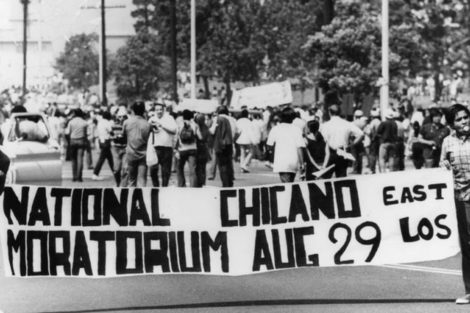 NATIONAL CHICANO EAST
MORATORIUM AUG 29 LOS